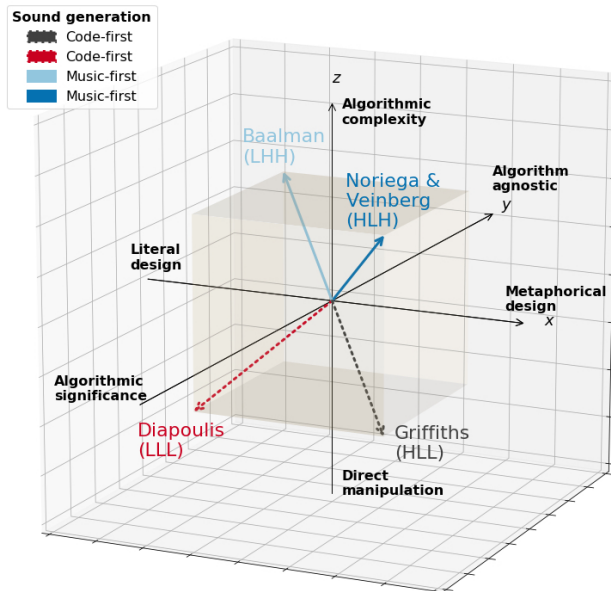 Sound generation
Code-first
Code-first
Music-first
Music-first
z
Algorithmic
complexity
Baalman
(LHH)
Noriega &
Veinberg
(HLH)
Algorithm
agnostic
y
Literal
design
Metaphorical
design
x
Algorithmic
significance
Diapoulis
(LLL)
Griffiths
(HLL)
Direct
manipulation